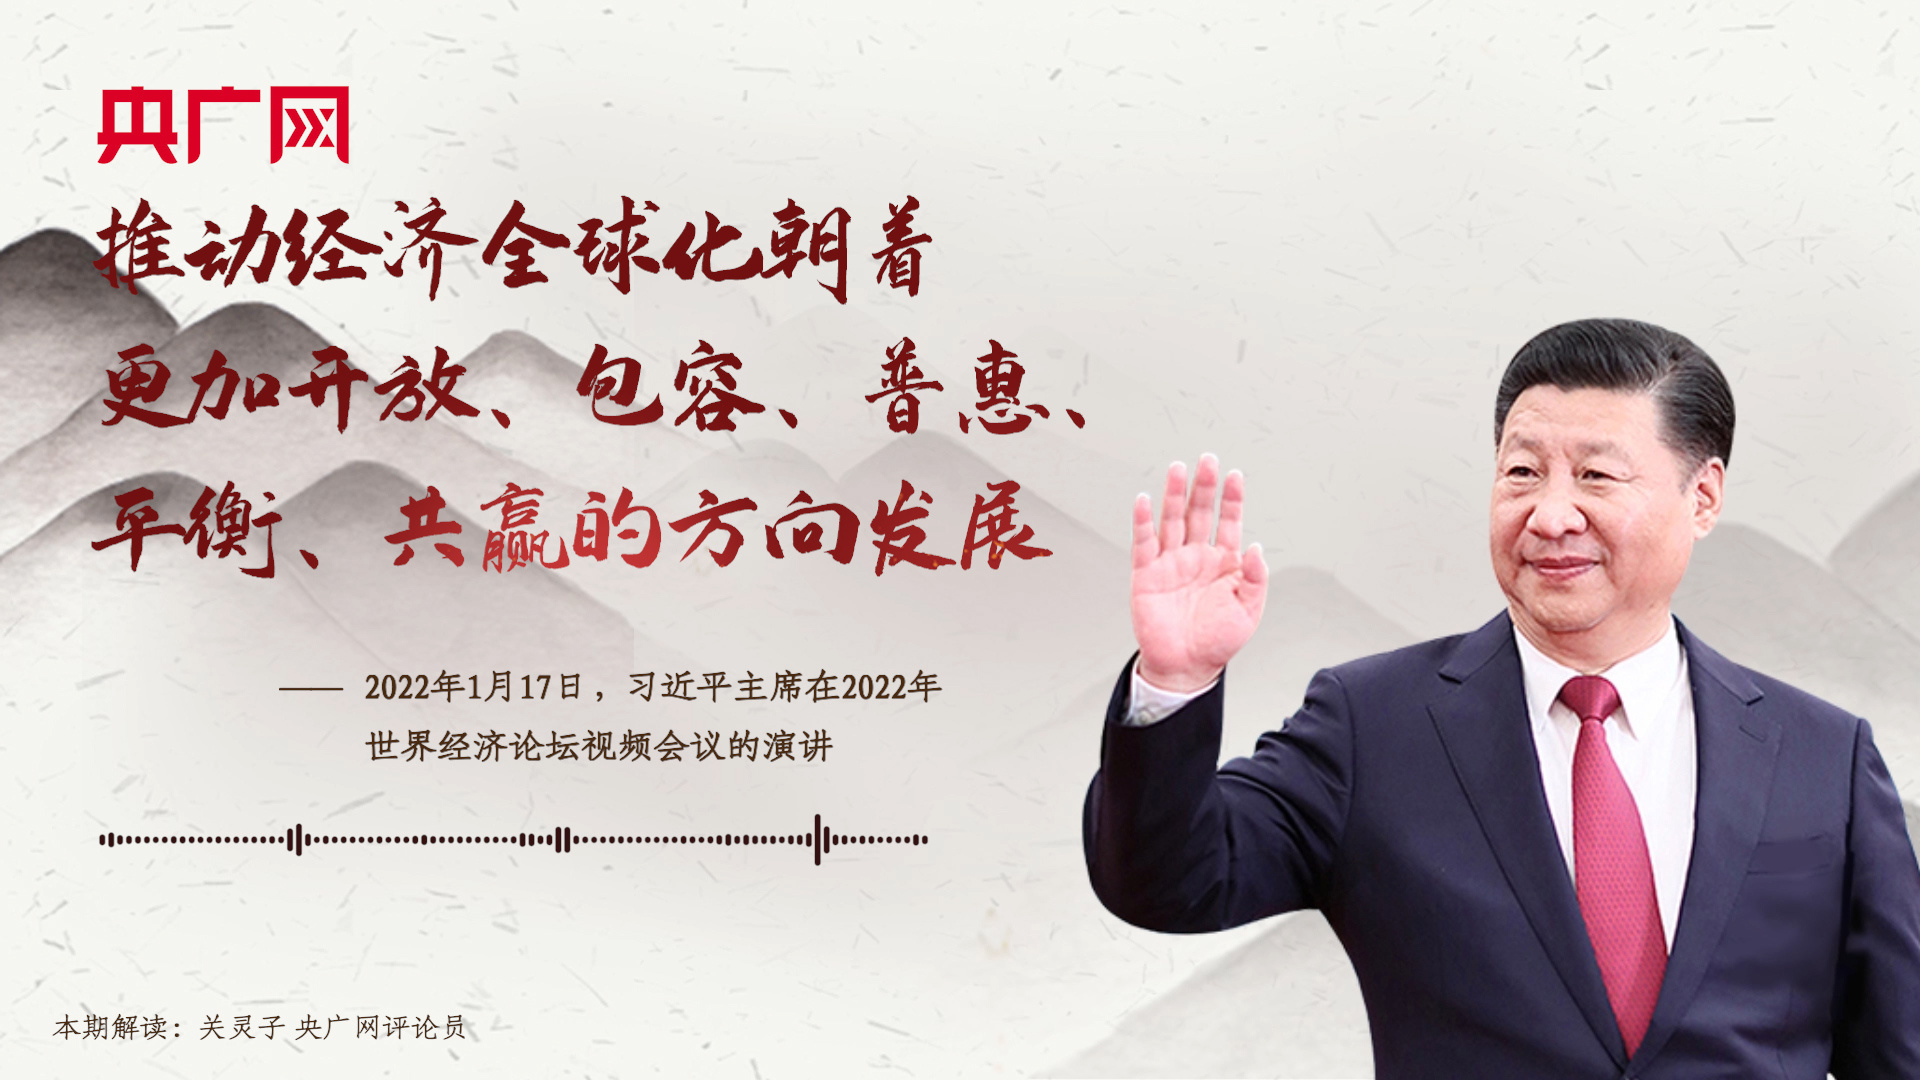 央广网
推动经济全球化朝着
更加开放、包容、普惠、
平衡、共赢的方向发展
—— 2022年1月17日，习近平主席在2022年
世界经济论坛视频会议的演讲
本期解读：关灵子 央广网评论员